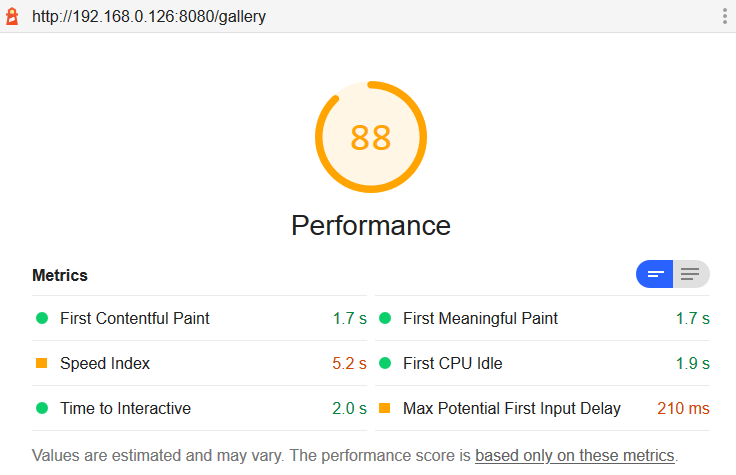 http://192.168.0.126:8080/gallery
88
Performance
Metrics
First Contentful Paint 1.7 s
First Meaningful Paint 1.7 s
Speed Index 5.2 s
First CPU Idle 1.9 s
Time to Interactive 2.0 s
Max Potential First Input Delay 210 ms
Values are estimated and may vary. The performance score is based only on these metrics.